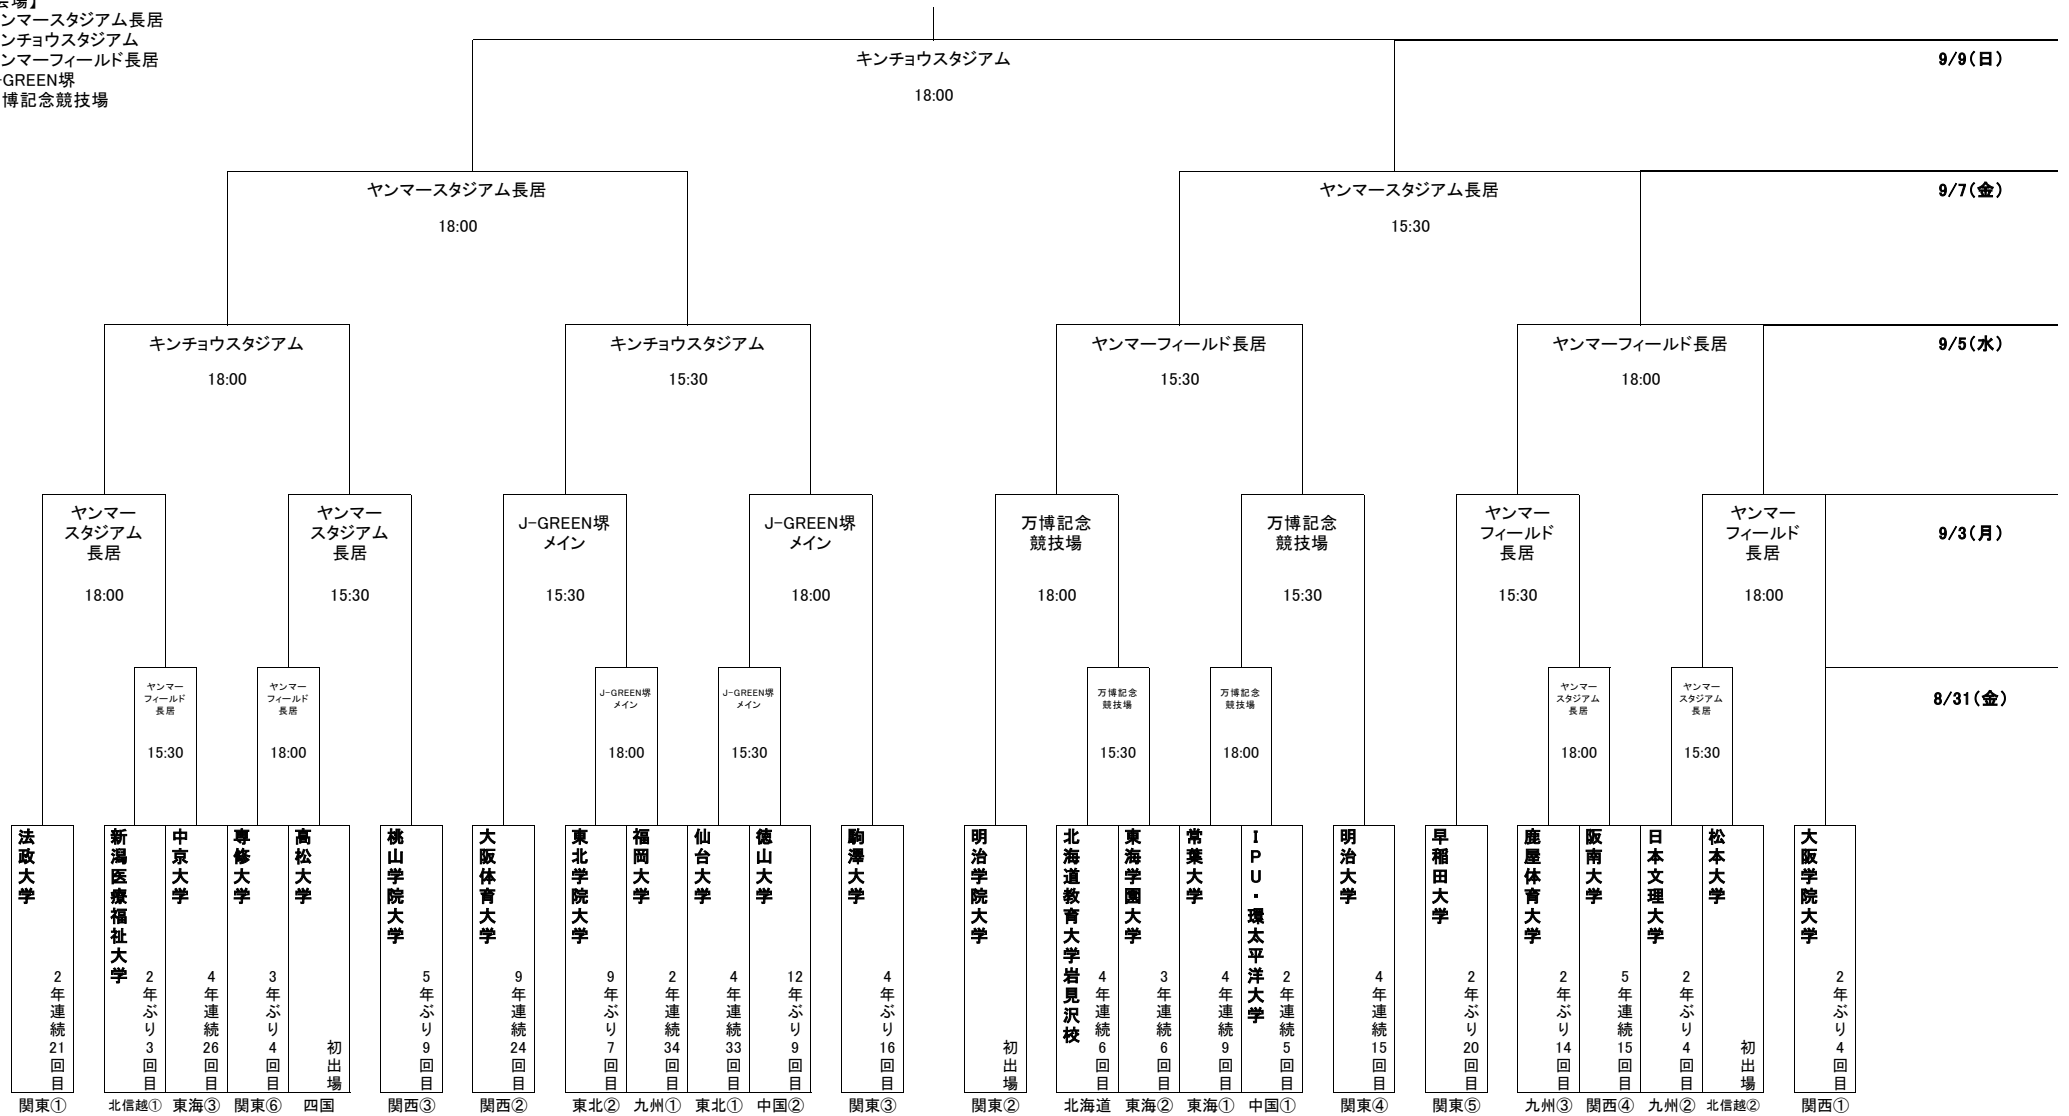 会場】
ンマースタジアム長居
ンチョウスタジアム
ンマーフィールド長居
-GREEN堺
博記念競技場
キンチョウスタジアム
18:00
9/9(日)
ヤンマースタジアム長居
18:00
ヤンマースタジアム長居
15:30
9/7(金)
キンチョウスタジアム
18:00
キンチョウスタジアム
15:30
ヤンマーフィールド長居
15:30
ヤンマーフィールド長居
18:00
9/5(水)
ヤンマー
スタジアム
長居
18:00
ヤンマー
スタジアム
長居
15:30
J-GREEN堺
メイン
15:30
J-GREEN堺
メイン
18:00
万博記念
競技場
18:00
万博記念
競技場
15:30
ヤンマー
フィールド
長居
15:30
ヤンマー
フィールド
長居
18:00
9/3(月)
ヤンマー
フィールド
長居
15:30
ヤンマー
フィールド
長居
18:00
J-GREEN堺
メイン
18:00
J-GREEN堺
メイン
15:30
万博記念
競技場
15:30
万博記念
競技場
18:00
ヤンマー
スタジアム
長居
18:00
ヤンマー
スタジアム
長居
15:30
8/31(金)
法政大学
2年連続21回目
関東①
新潟医療福祉大学
2年ぶり3回目
北信越①
中京大学
4年連続26回目
東海③
専修大学
3年ぶり4回目
関東⑥
高松大学
初出場
四国
桃山学院大学
5年ぶり9回目
関西③
大阪体育大学
9年連続24回目
関西②
東北学院大学
9年ぶり7回目
東北②
福岡大学
2年連続34回目
九州①
仙台大学
4年連続33回目
東北①
徳山大学
12年ぶり9回目
中国②
駒澤大学
4年ぶり16回目
関東③
明治学院大学
初出場
関東②
北海道教育大学岩見沢校
4年連続6回目
北海道
東海学園大学
3年連続6回目
東海②
常葉大学
4年連続9回目
東海①
IPU・環太平洋大学
2年連続5回目
中国①
明治大学
4年連続15回目
関東④
早稲田大学
2年ぶり20回目
関東⑤
鹿屋体育大学
2年ぶり14回目
九州③
阪南大学
5年連続15回目
関西④
日本文理大学
2年ぶり4回目
九州②
松本大学
初出場
北信越②
大阪学院大学
2年ぶり4回目
関西①